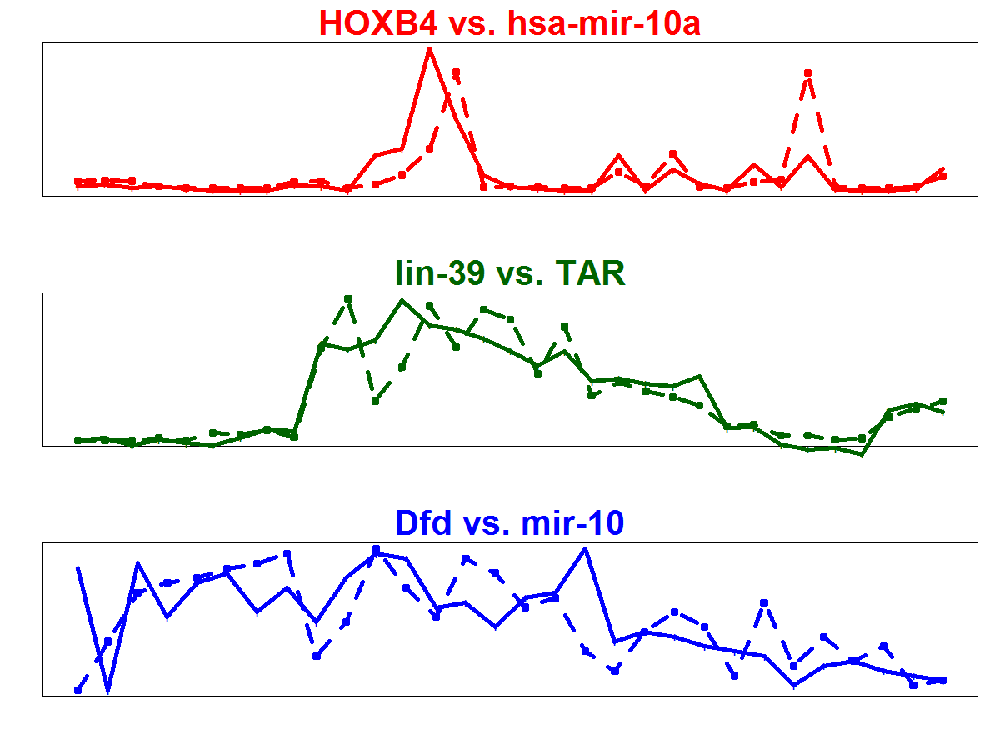 HOXB4 vs. hsa-mir-10a
lin-39 vs. TAR
Dfd vs. mir-10